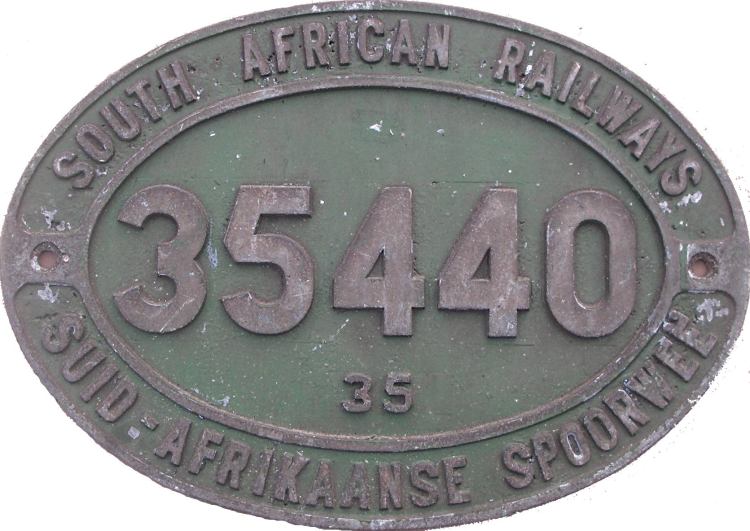 SOUTH AFRICAN RAILWAYS
35440
35
SUID-AFRIKAANSE SPOORWEË